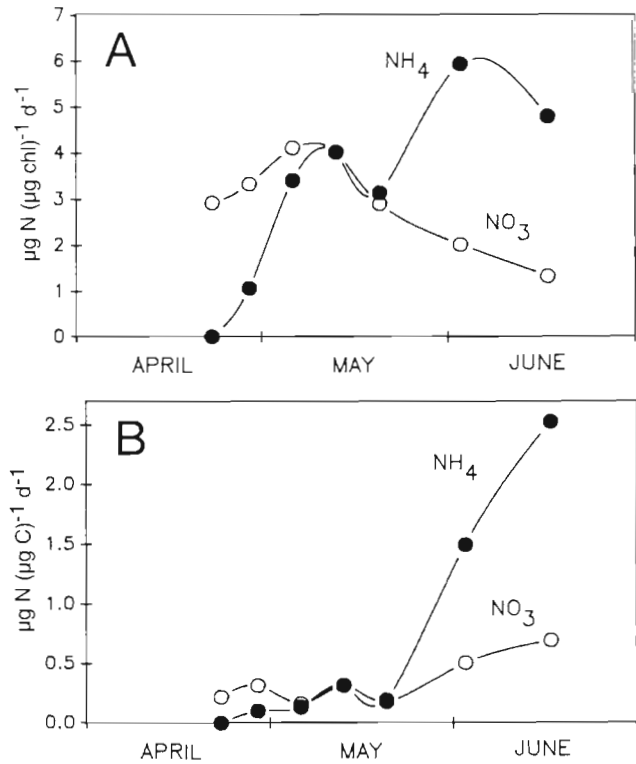 A
7
6
5
4
3
2
1
0
µg N (µg chl)⁻¹ d⁻¹
NH₄
NO₃
APRIL MAY JUNE
B
2.5
2.0
1.5
1.0
0.5
0.0
µg N (µg C)⁻¹ d⁻¹
NH₄
NO₃
APRIL MAY JUNE